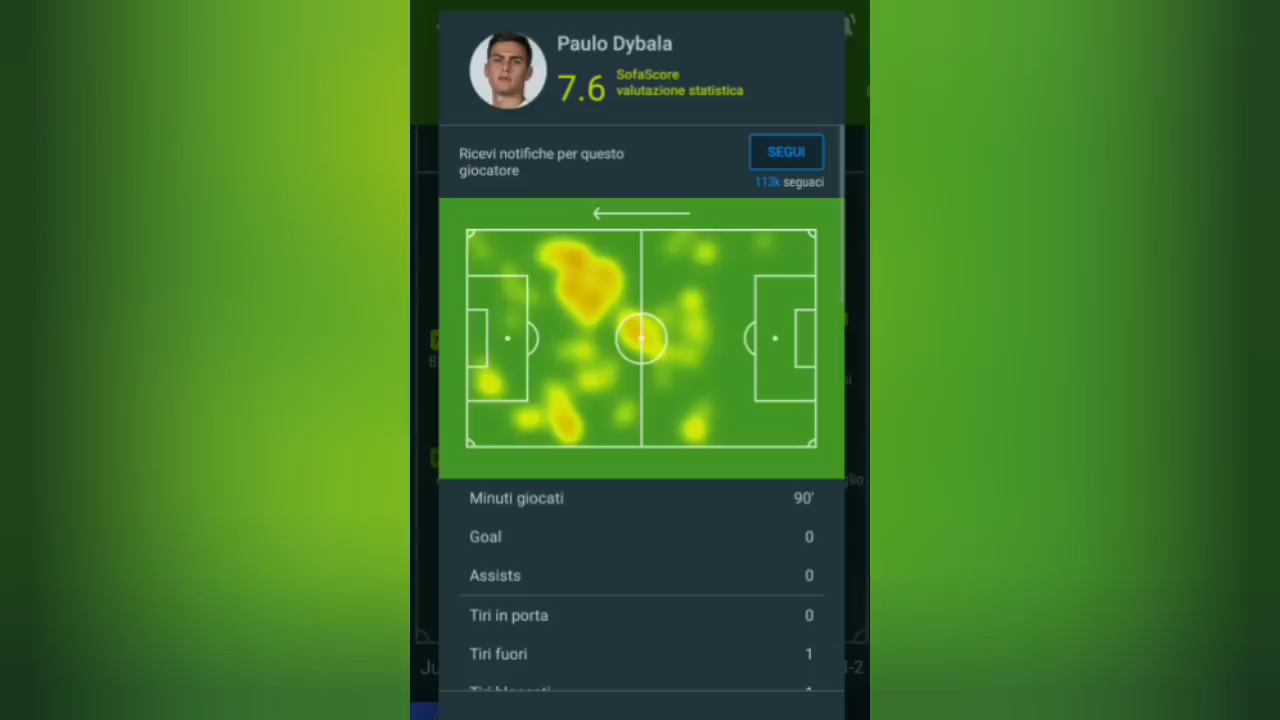 Paulo Dybala
7.6
SofaScore
valutazione statistica
Ricevi notifiche per questo
giocatore
SEGUI
113k seguaci
Minuti giocati 90'
Goal 0
Assists 0
Tiri in porta 0
Tiri fuori 1